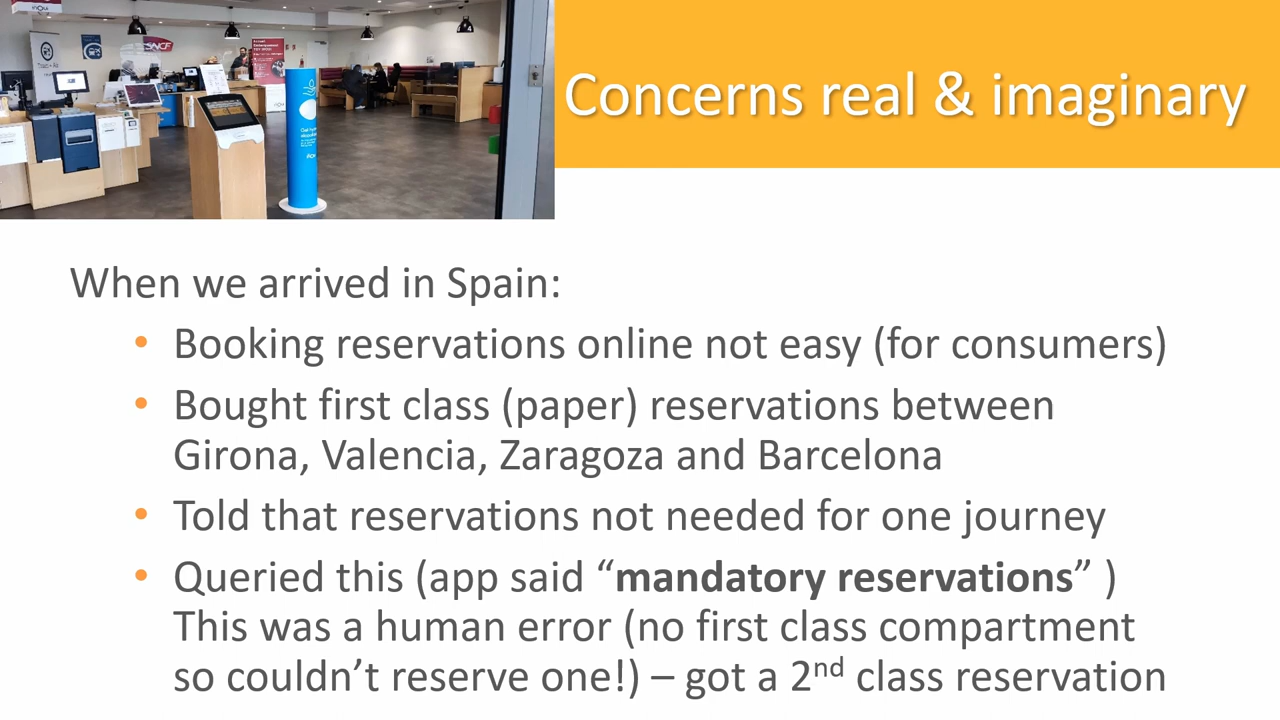 SNCF
Concerns real & imaginary
When we arrived in Spain:
• Booking reservations online not easy (for consumers)
• Bought first class (paper) reservations between
Girona, Valencia, Zaragoza and Barcelona
• Told that reservations not needed for one journey
• Queried this (app said “mandatory reservations” )
This was a human error (no first class compartment
so couldn’t reserve one!) – got a 2nd class reservation